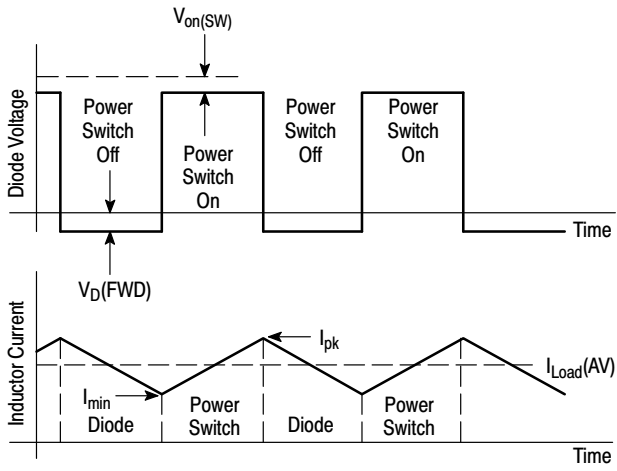 Von(SW)
Diode Voltage
Power
Switch
Off
Power
Switch
On
Power
Switch
Off
Power
Switch
On
Time
VD(FWD)
Inductor Current
Ipk
ILoad(AV)
Imin
Diode
Power
Switch
Diode
Power
Switch
Time